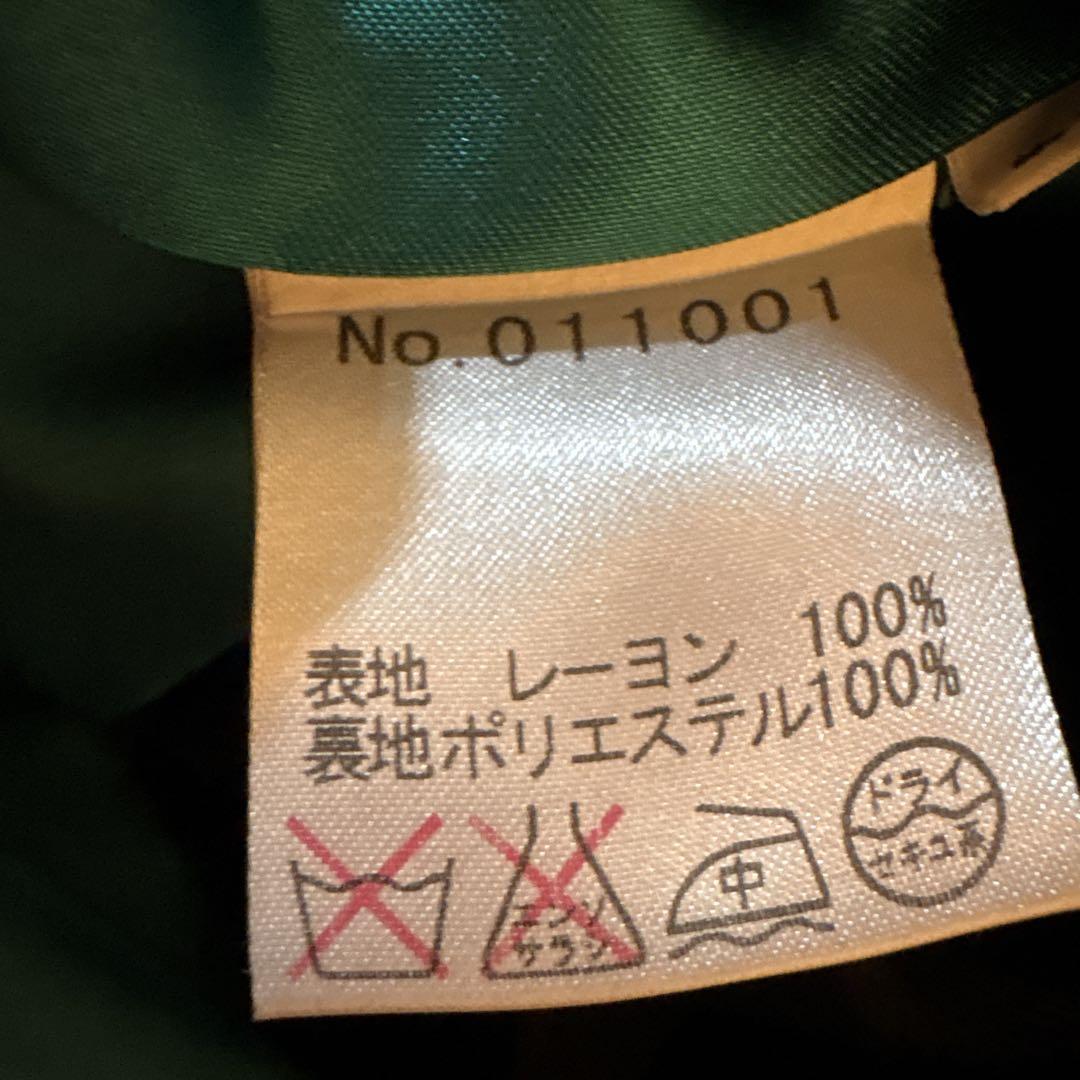 No.011001
表地 レーヨン 100%
裏地ポリエステル100%
エンソ
サラシ
中
ドライ
セキユ系